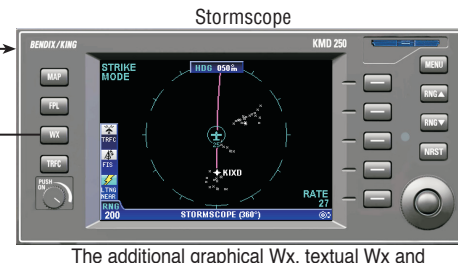 Stormscope
BENDIX/KING
KMD 250
STRIKE
MODE
HDG 050°m
MAP
FPL
WX
TRFC
PUSH
ON
MENU
RNG▲
RNG▼
NRST
TRFC
FIS
LTNG
NEAR
25
KIXD
RNG
200
STORMSCOPE (360°)
RATE
27
The additional graphical Wx, textual Wx and